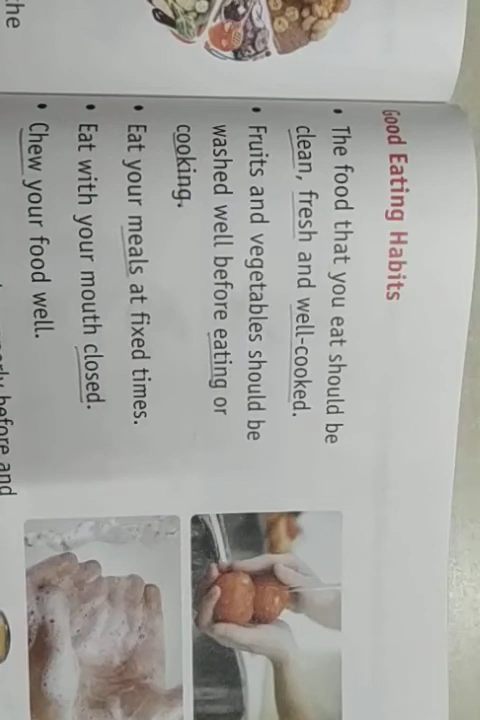 Good Eating Habits
• The food that you eat should be
clean, fresh and well-cooked.
• Fruits and vegetables should be
washed well before eating or
cooking.
• Eat your meals at fixed times.
• Eat with your mouth closed.
• Chew your food well.
before and